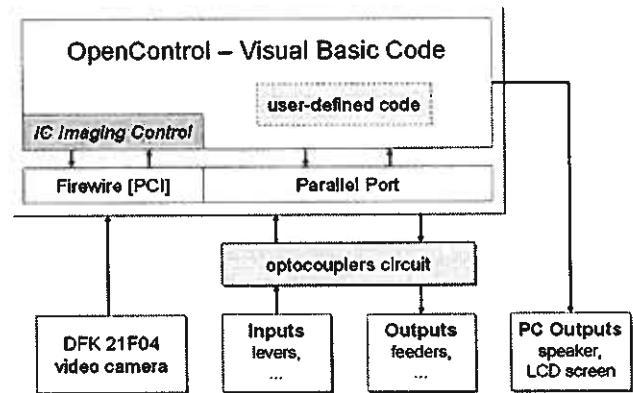 OpenControl – Visual Basic Code
user-defined code
IC Imaging Control
Firewire [PCI]
Parallel Port
optocouplers circuit
DFK 21F04
video camera
Inputs
levers,
...
Outputs
feeders,
...
PC Outputs
speaker,
LCD screen